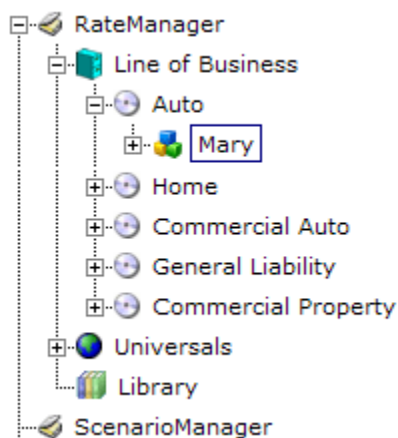 RateManager
Line of Business
Auto
Mary
Home
Commercial Auto
General Liability
Commercial Property
Universals
Library
ScenarioManager